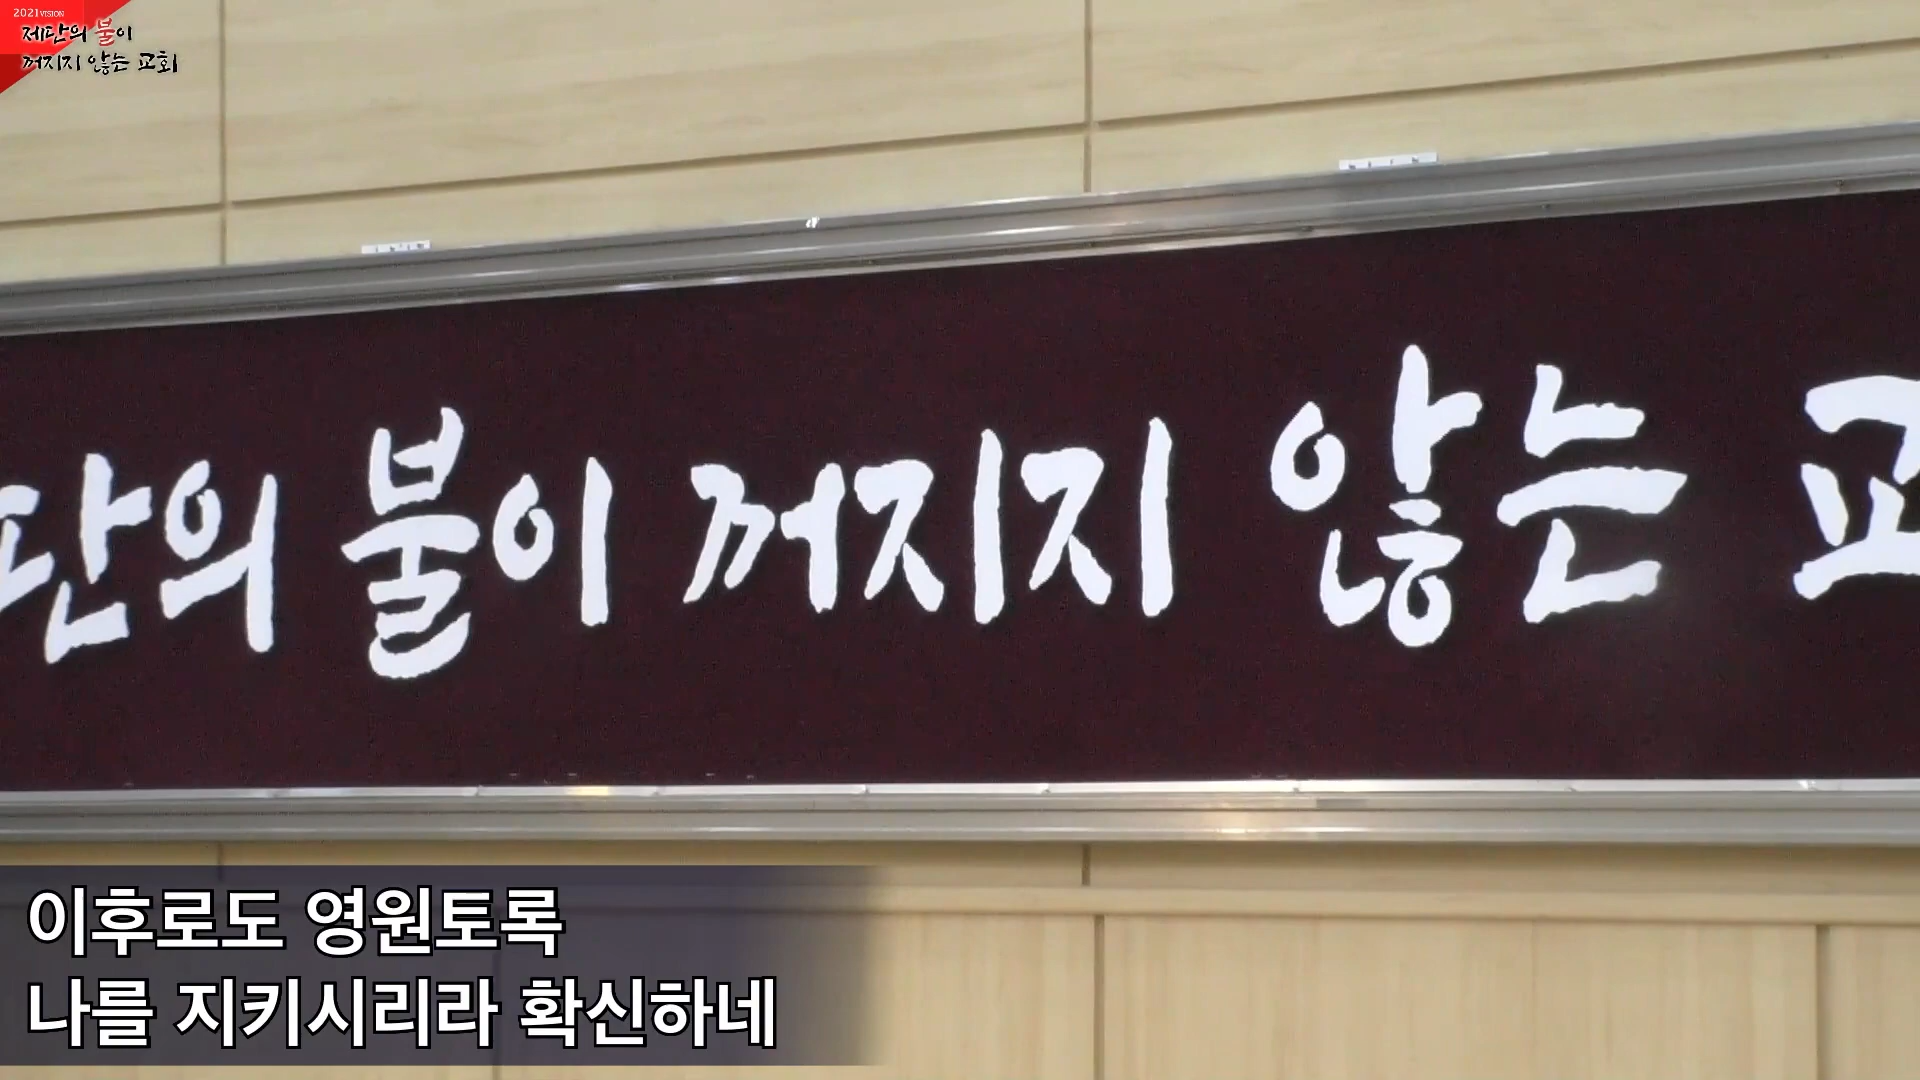 2021 VISION
제단의 불이
꺼지지 않는 교회
단의 불이 꺼지지 않는 교
이후로도 영원토록
나를 지키시리라 확신하네